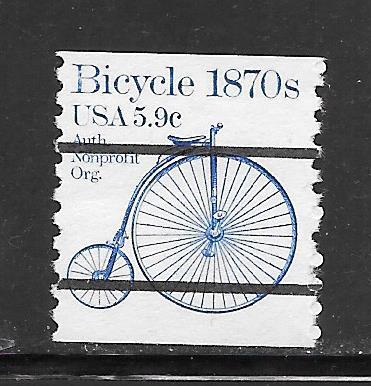 Bicycle 1870s
USA 5.9c
Auth
Nonprofit
Org.